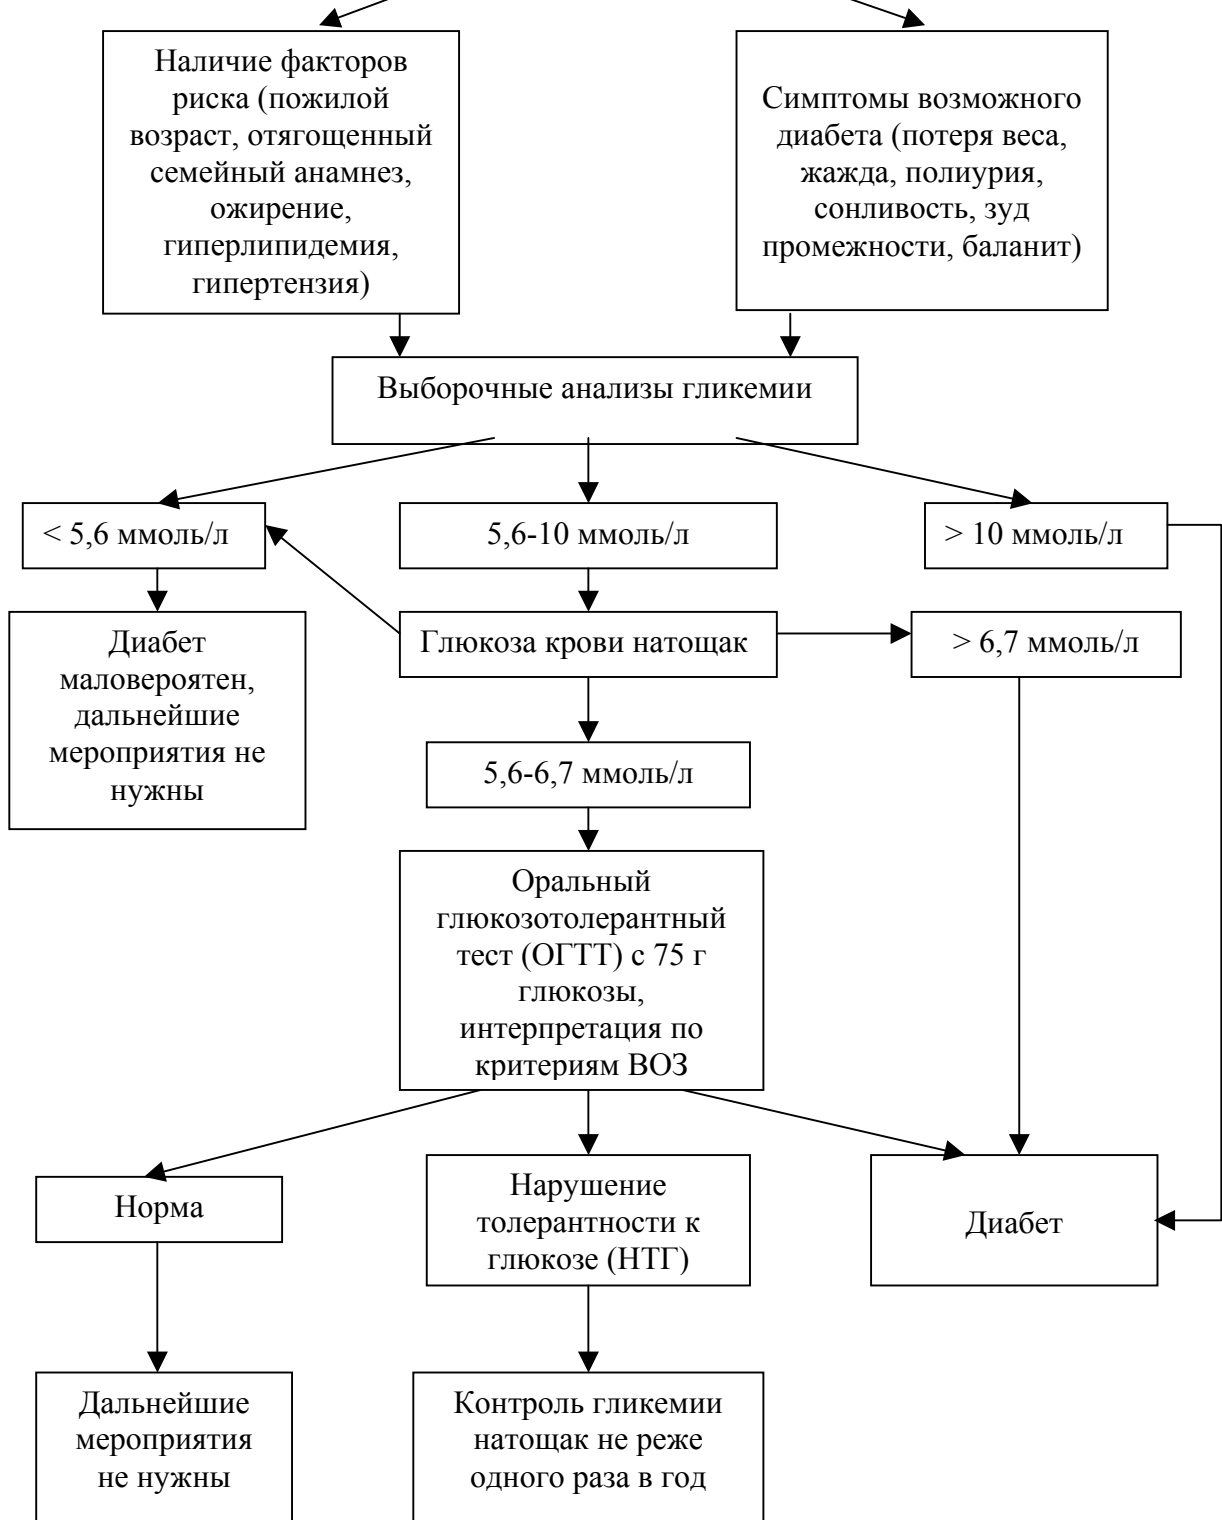 Наличие факторов
риска (пожилой
возраст, отягощенный
семейный анамнез,
ожирение,
гиперлипидемия,
гипертензия)
Симптомы возможного
диабета (потеря веса,
жажда, полиурия,
сонливость, зуд
промежности, баланит)
Выборочные анализы гликемии
< 5,6 ммоль/л
5,6-10 ммоль/л
> 10 ммоль/л
Диабет
маловероятен,
дальнейшие
мероприятия не
нужны
Глюкоза крови натощак
> 6,7 ммоль/л
5,6-6,7 ммоль/л
Оральный
глюкозотолерантный
тест (ОГТТ) с 75 г
глюкозы,
интерпретация по
критериям ВОЗ
Норма
Нарушение
толерантности к
глюкозе (НТГ)
Диабет
Дальнейшие
мероприятия
не нужны
Контроль гликемии
натощак не реже
одного раза в год